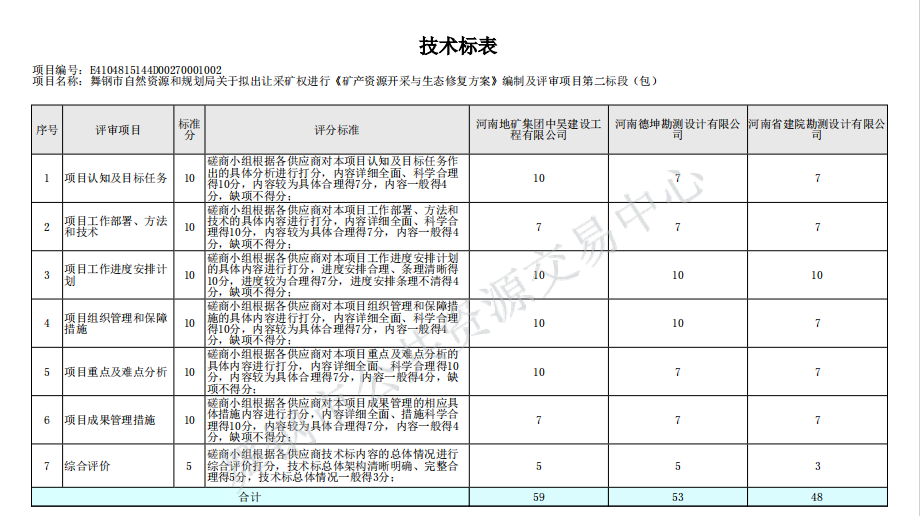 技术标表
项目编号：E4104815144D00270001002
项目名称：舞钢市自然资源和规划局关于拟出让采矿权进行《矿产资源开采与生态修复方案》编制及评审项目第二标段（包）
序号
评审项目
标准
分
评分标准
河南地矿集团中昊建设工
程有限公司
河南德坤勘测设计有限公
司
河南省建院勘测设计有限公
司
1
项目认知及目标任务
10
磋商小组根据各供应商对本项目认知及目标任务作
出的具体分析进行打分，内容详细全面、科学合理
得10分，内容较为具体合理得7分，内容一般得4
分，缺项不得分；
10
7
7
2
项目工作部署、方法
和技术
10
磋商小组根据各供应商对本项目工作部署、方法和
技术的具体内容进行打分，内容详细全面、科学合
理得10分，内容较为具体合理得7分，内容一般得4
分，缺项不得分；
7
7
7
3
项目工作进度安排计
划
10
磋商小组根据各供应商对本项目工作进度安排计划
的具体内容进行打分，进度安排合理、条理清晰得
10分，进度较为合理得7分，进度安排条理不清得4
分，缺项不得分；
10
10
10
4
项目组织管理和保障
措施
10
磋商小组根据各供应商对本项目组织管理和保障措
施的具体内容进行打分，内容详细全面、科学合理
得10分，内容较为具体合理得7分，内容一般得4
分，缺项不得分；
10
10
7
5
项目重点及难点分析
10
磋商小组根据各供应商对本项目重点及难点分析的
具体内容进行打分，内容详细全面、科学合理得10
分，内容较为具体合理得7分，内容一般得4分，缺
项不得分；
10
7
7
6
项目成果管理措施
10
磋商小组根据各供应商对本项目成果管理的相应具
体措施内容进行打分，内容详细全面、措施科学合
理得10分，内容较为具体合理得7分，内容一般得4
分，缺项不得分；
7
7
7
7
综合评价
5
磋商小组根据各供应商技术标内容的总体情况进行
综合评价打分，技术标总体架构清晰明确、完整合
理得5分，技术标总体情况一般得3分；
5
5
3
合计
59
53
48
舞钢市公共资源交易中心